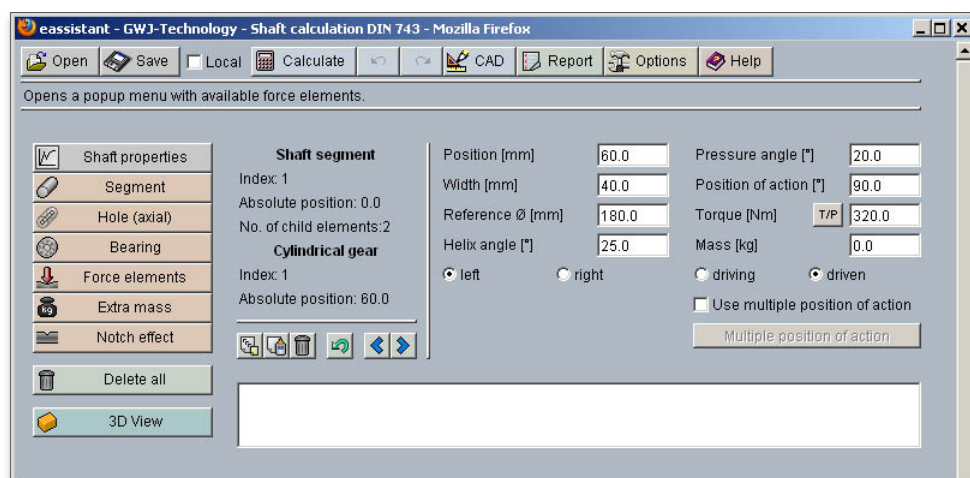 eassistant - GWJ-Technology - Shaft calculation DIN 743 - Mozilla Firefox
Open Save Local Calculate CAD Report Options Help
Opens a popup menu with available force elements.
Shaft properties
Segment
Hole (axial)
Bearing
Force elements
kg
Extra mass
Notch effect
Delete all
3D View
Shaft segment
Index: 1
Absolute position: 0.0
No. of child elements:2
Cylindrical gear
Index: 1
Absolute position: 60.0
Position [mm] 60.0
Width [mm] 40.0
Reference Ø [mm] 180.0
Helix angle [°] 25.0
left right
Pressure angle [°] 20.0
Position of action [°] 90.0
Torque [Nm] T/P 320.0
Mass [kg] 0.0
driving driven
Use multiple position of action
Multiple position of action